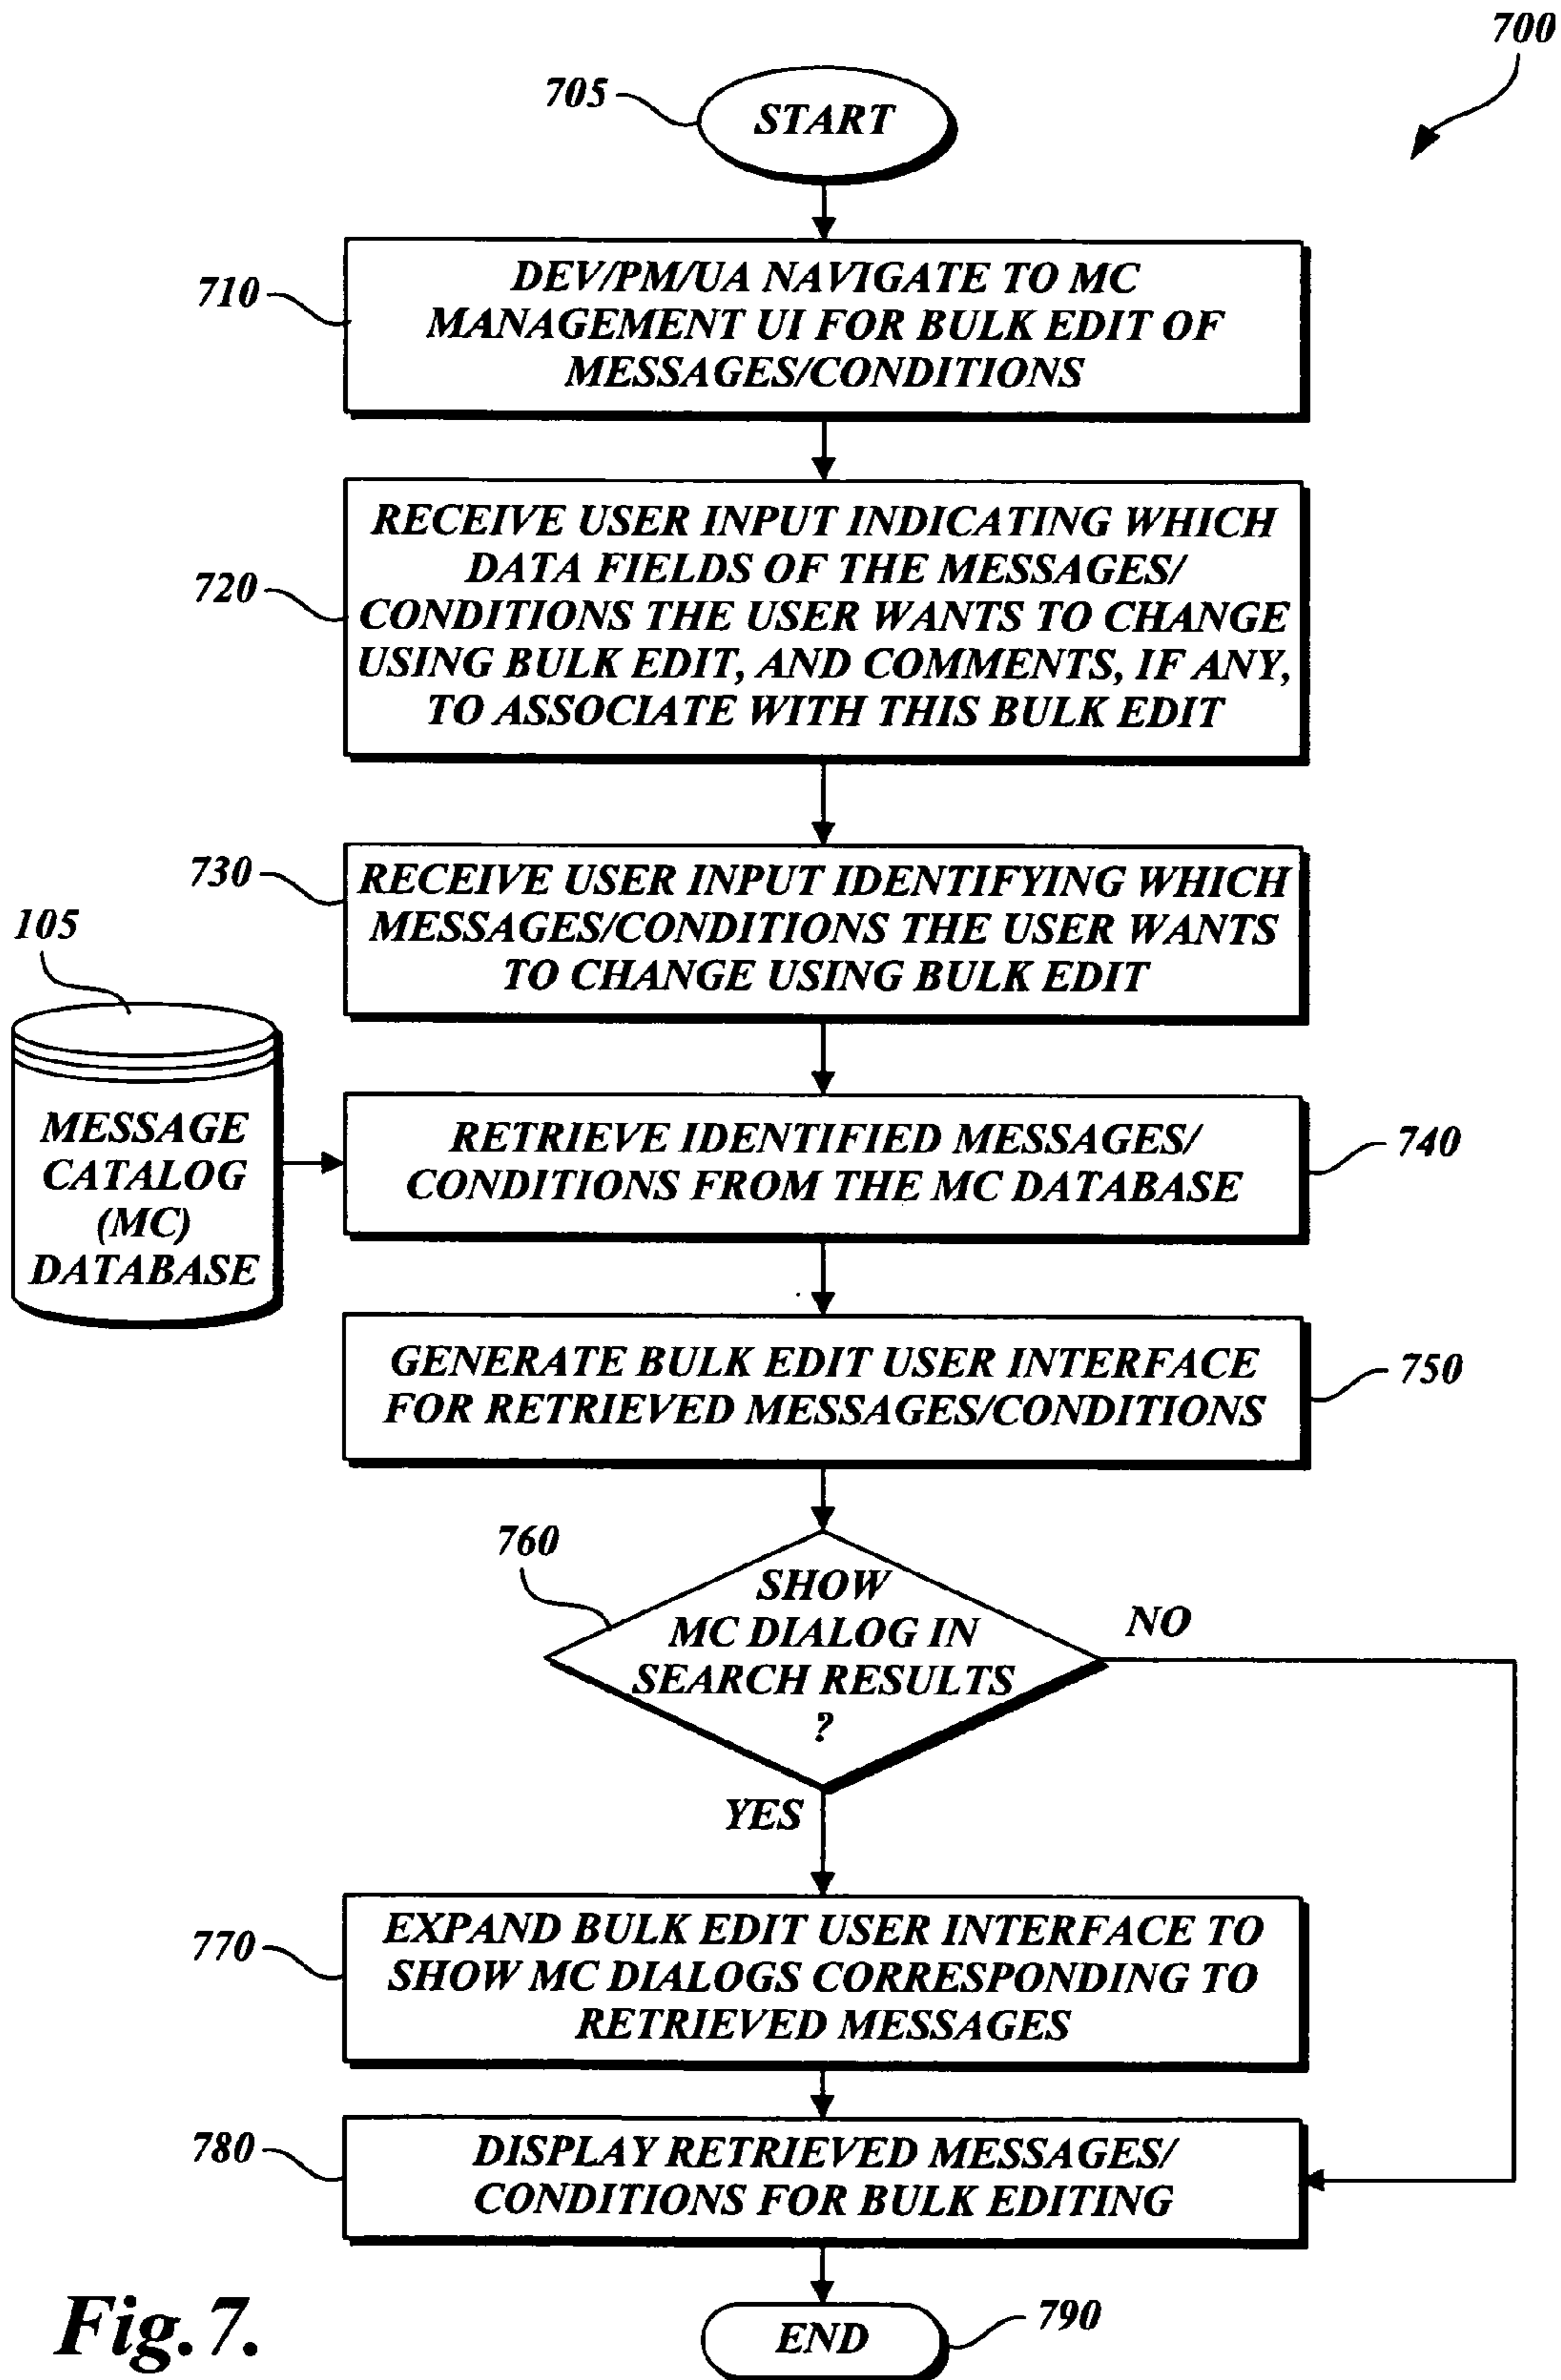 700
705
START
710
DEV/PM/UA NAVIGATE TO MC
MANAGEMENT UI FOR BULK EDIT OF
MESSAGES/CONDITIONS
720
RECEIVE USER INPUT INDICATING WHICH
DATA FIELDS OF THE MESSAGES/
CONDITIONS THE USER WANTS TO CHANGE
USING BULK EDIT, AND COMMENTS, IF ANY,
TO ASSOCIATE WITH THIS BULK EDIT
730
RECEIVE USER INPUT IDENTIFYING WHICH
MESSAGES/CONDITIONS THE USER WANTS
TO CHANGE USING BULK EDIT
105
MESSAGE
CATALOG
(MC)
DATABASE
RETRIEVE IDENTIFIED MESSAGES/
CONDITIONS FROM THE MC DATABASE
740
GENERATE BULK EDIT USER INTERFACE
FOR RETRIEVED MESSAGES/CONDITIONS
750
760
SHOW
MC DIALOG IN
SEARCH RESULTS
?
NO
YES
770
EXPAND BULK EDIT USER INTERFACE TO
SHOW MC DIALOGS CORRESPONDING TO
RETRIEVED MESSAGES
780
DISPLAY RETRIEVED MESSAGES/
CONDITIONS FOR BULK EDITING
END
790
Fig. 7.